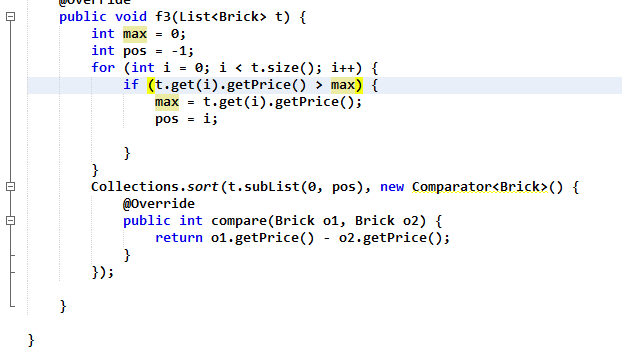 @Override
    public void f3(List<Brick> t) {
        int max = 0;
        int pos = -1;
        for (int i = 0; i < t.size(); i++) {
            if (t.get(i).getPrice() > max) {
                max = t.get(i).getPrice();
                pos = i;

            }
        }
        Collections.sort(t.subList(0, pos), new Comparator<Brick>() {
            @Override
            public int compare(Brick o1, Brick o2) {
                return o1.getPrice() - o2.getPrice();
            }
        });

    }

}